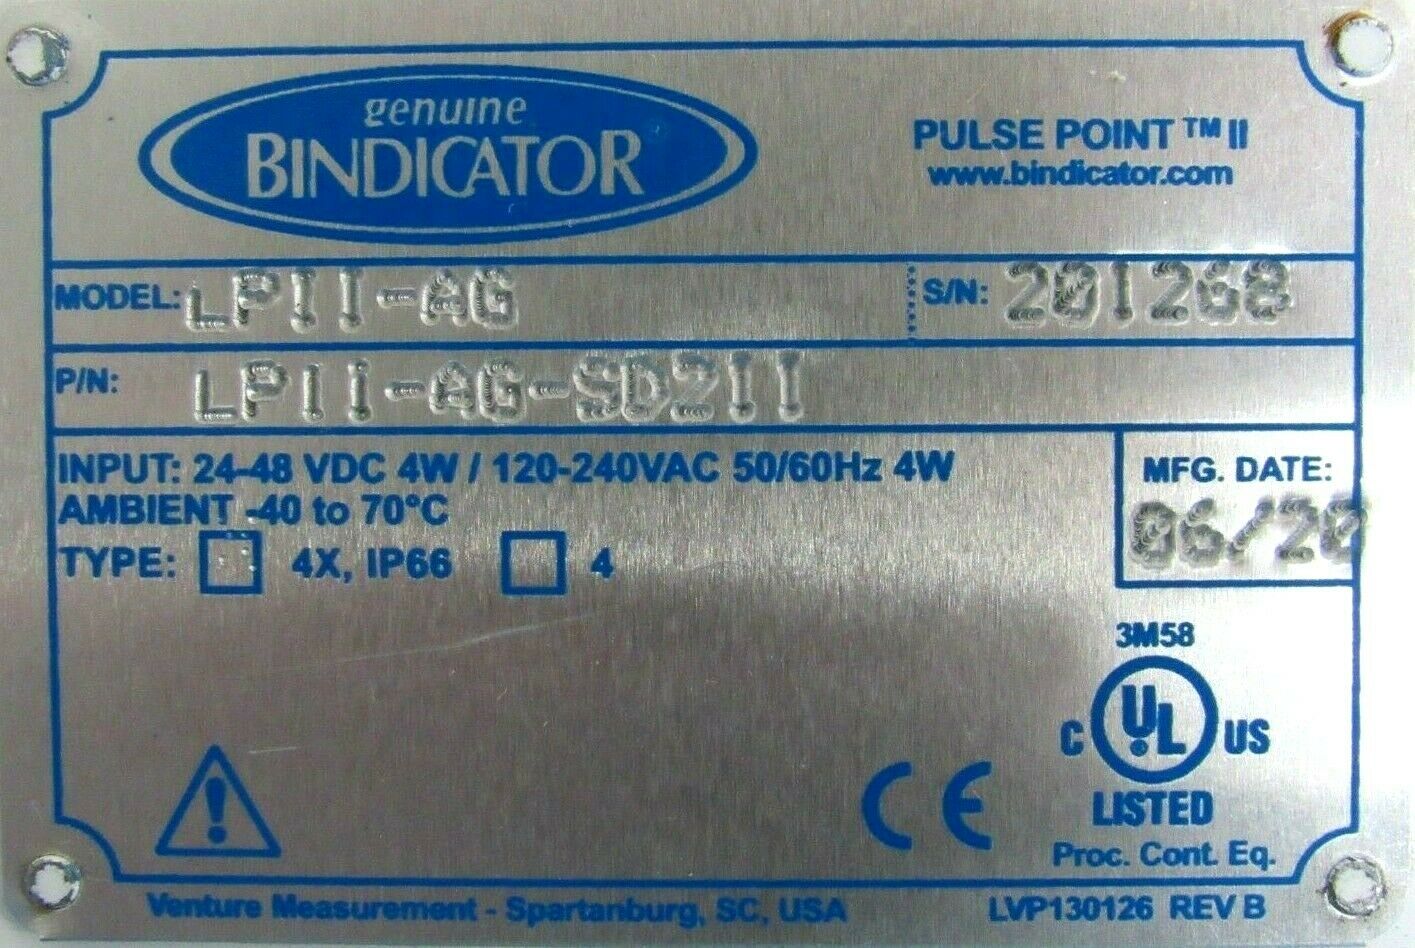 genuine
BINDICATOR
PULSE POINT ™ II
www.bindicator.com
MODEL: LPII-AG
S/N: 201268
P/N: LPII-AG-SD2II
INPUT: 24-48 VDC 4W / 120-240VAC 50/60Hz 4W
AMBIENT -40 to 70°C
TYPE: 4X, IP66 4
MFG. DATE:
06/20
3M58
C UL US
LISTED
Proc. Cont. Eq.
CE
Venture Measurement - Spartanburg, SC, USA
LVP130126 REV B